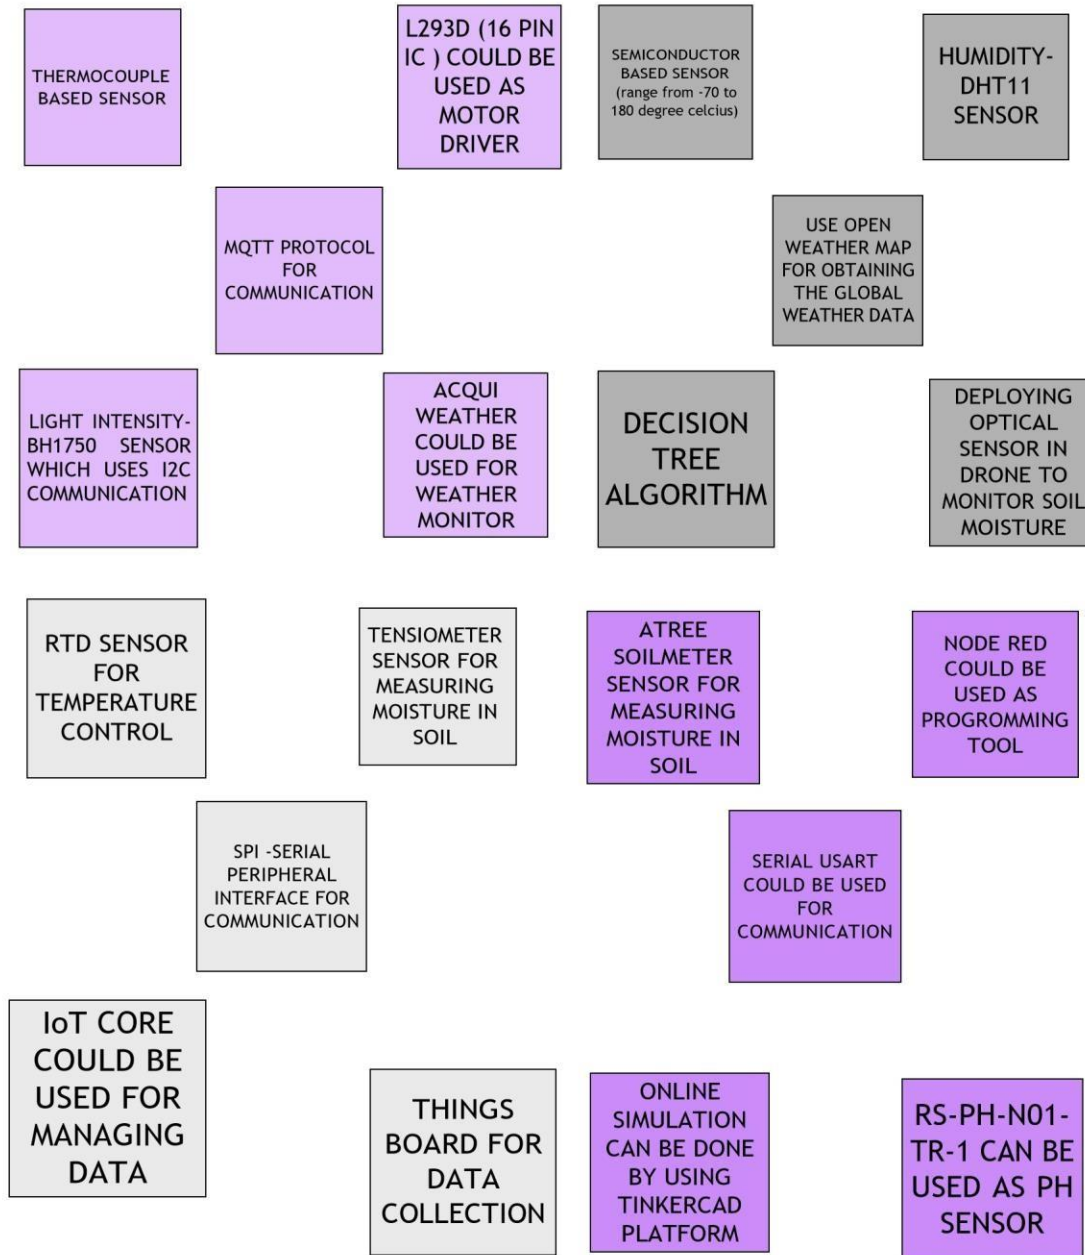 THERMOCOUPLE
BASED SENSOR
L293D (16 PIN
IC ) COULD BE
USED AS
MOTOR
DRIVER
SEMICONDUCTOR
BASED SENSOR
(range from -70 to
180 degree celcius)
HUMIDITY-
DHT11
SENSOR
MQTT PROTOCOL
FOR
COMMUNICATION
USE OPEN
WEATHER MAP
FOR OBTAINING
THE GLOBAL
WEATHER DATA
LIGHT INTENSITY-
BH1750 SENSOR
WHICH USES I2C
COMMUNICATION
ACQUI
WEATHER
COULD BE
USED FOR
WEATHER
MONITOR
DECISION
TREE
ALGORITHM
DEPLOYING
OPTICAL
SENSOR IN
DRONE TO
MONITOR SOIL
MOISTURE
RTD SENSOR
FOR
TEMPERATURE
CONTROL
TENSIOMETER
SENSOR FOR
MEASURING
MOISTURE IN
SOIL
ATREE
SOILMETER
SENSOR FOR
MEASURING
MOISTURE IN
SOIL
NODE RED
COULD BE
USED AS
PROGROMMING
TOOL
SPI -SERIAL
PERIPHERAL
INTERFACE FOR
COMMUNICATION
SERIAL USART
COULD BE USED
FOR
COMMUNICATION
IoT CORE
COULD BE
USED FOR
MANAGING
DATA
THINGS
BOARD FOR
DATA
COLLECTION
ONLINE
SIMULATION
CAN BE DONE
BY USING
TINKERCAD
PLATFORM
RS-PH-N01-
TR-1 CAN BE
USED AS PH
SENSOR